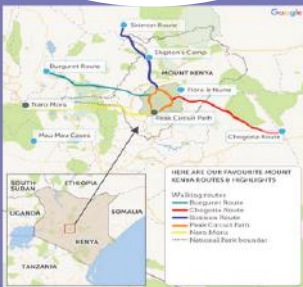 Google
Sirimon Route
Shipton's Camp
Burguret Route
MOUNT
KENYA
Naro Moru
Peak Circuit Path
Chogoria Route
Mau Mau Caves
SOUTH
SUDAN
ETHIOPIA
UGANDA
SOMALIA
KENYA
TANZANIA
HERE ARE OUR FAVOURITE MOUNT
KENYA ROUTES & HIGHLIGHTS
Walking routes
Burguret Route
Chogoria Route
Sirimon Route
Peak Circuit Path
Naro Moru
National Park boundary